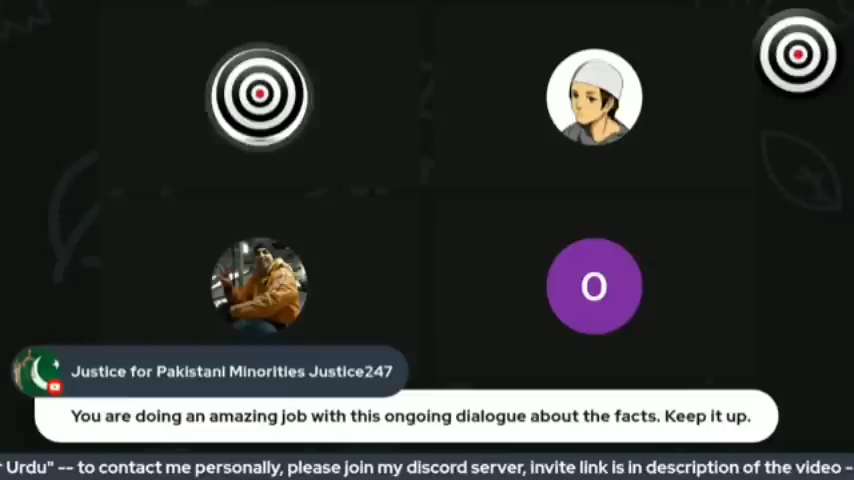 O
Justice for Pakistani Minorities Justice247
You are doing an amazing job with this ongoing dialogue about the facts. Keep it up.
Urdu" -- to contact me personally, please join my discord server, invite link is in description of the video -